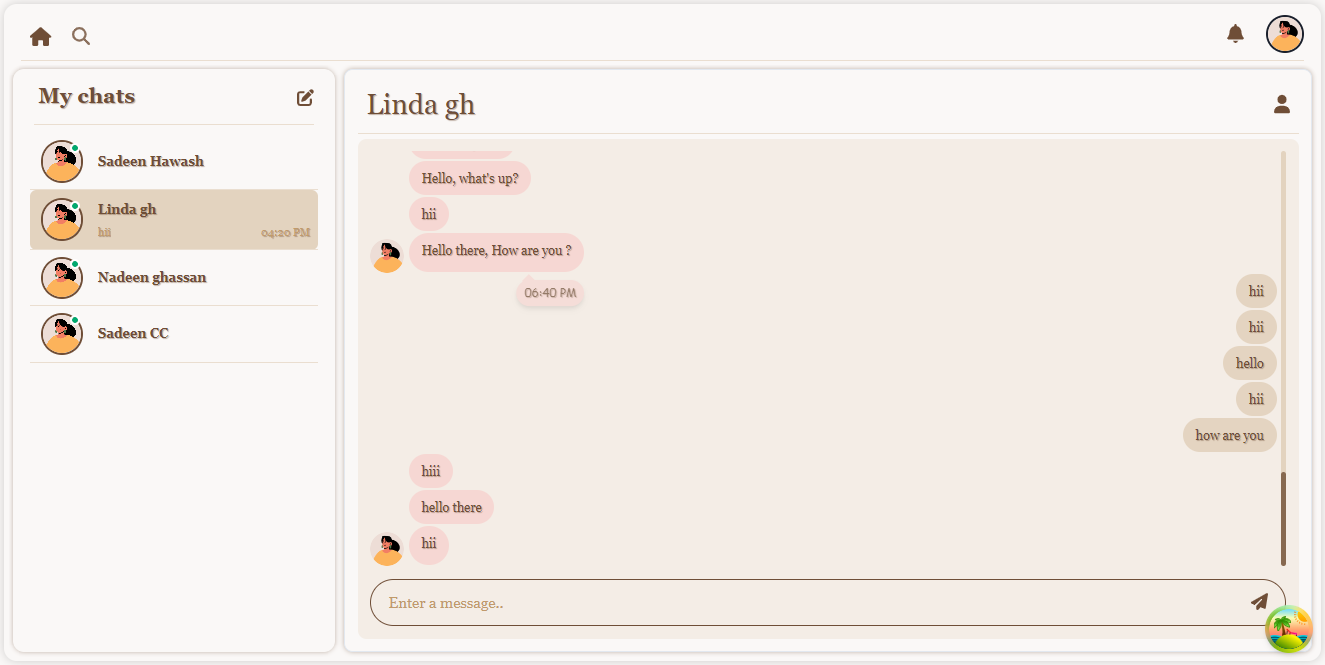 My chats
Sadeen Hawash
Linda gh
hii
04:20 PM
Nadeen ghassan
Sadeen CC
Linda gh
Hello, what's up?
hii
Hello there, How are you ?
06:40 PM
hii
hii
hello
hii
how are you
hiii
hello there
hii
Enter a message..